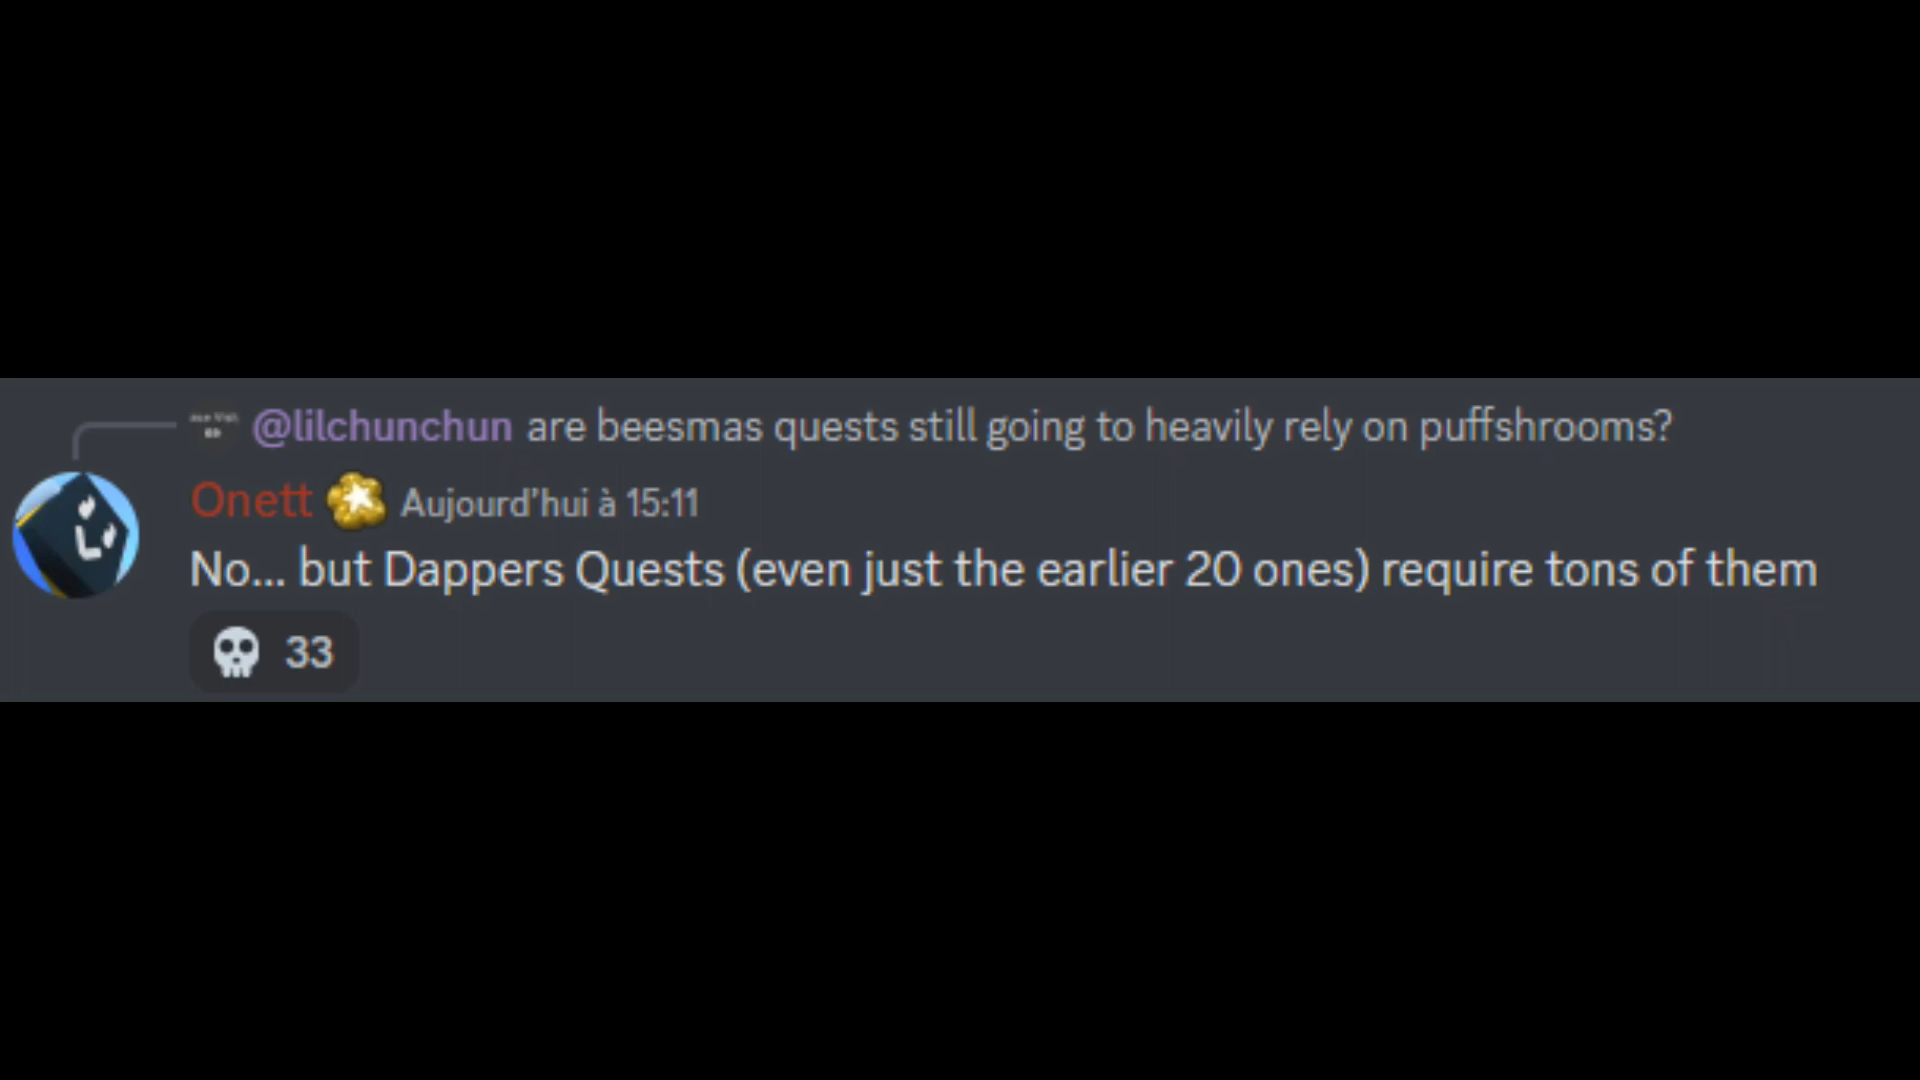 @lilchunchun are beesmas quests still going to heavily rely on puffshrooms?
Onett Aujourd'hui à 15:11
No... but Dappers Quests (even just the earlier 20 ones) require tons of them
33